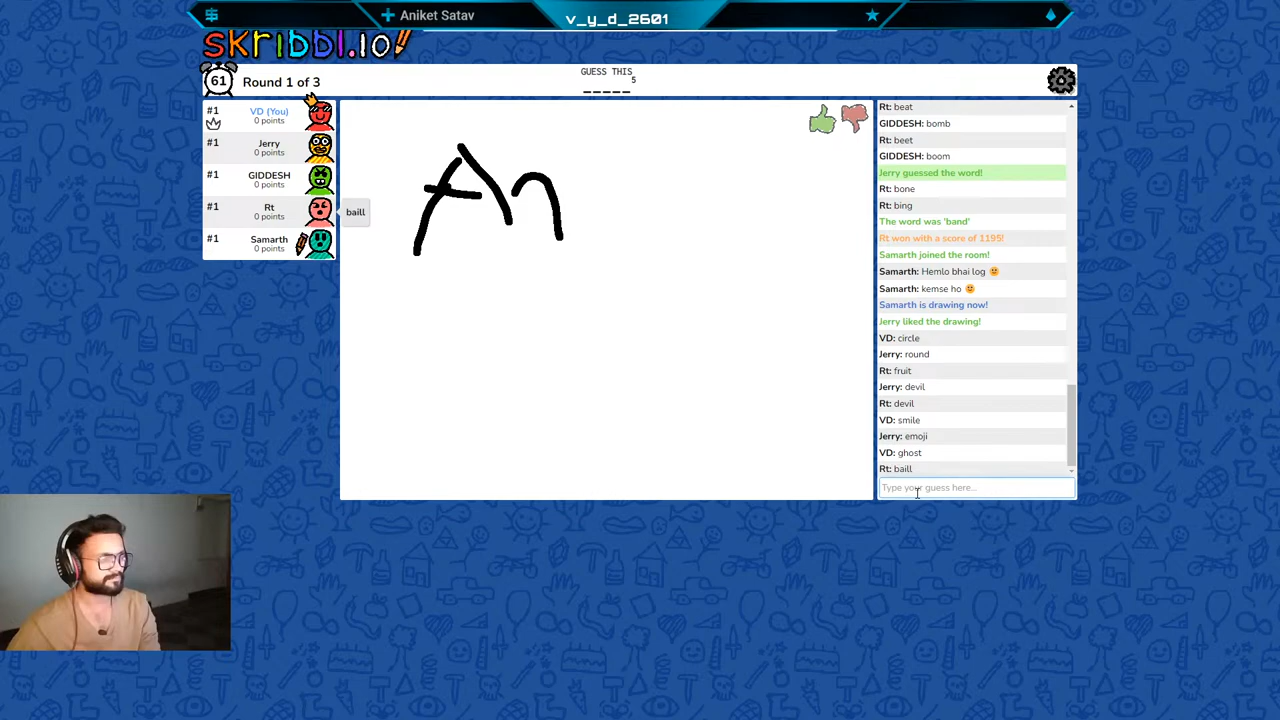 Aniket Satav
v_y_d_2601
skribbl.io
61
Round 1 of 3
GUESS THIS
_____5
#1
VD (You)
0 points
#1
Jerry
0 points
#1
GIDDESH
0 points
#1
Rt
0 points
baill
#1
Samarth
0 points
An
Rt: beat
GIDDESH: bomb
Rt: beet
GIDDESH: boom
Jerry guessed the word!
Rt: bone
Rt: bing
The word was 'band'
Rt won with a score of 1195!
Samarth joined the room!
Samarth: Hemlo bhai log 🙂
Samarth: kemse ho 🙂
Samarth is drawing now!
Jerry liked the drawing!
VD: circle
Jerry: round
Rt: fruit
Jerry: devil
Rt: devil
VD: smile
Jerry: emoji
VD: ghost
Rt: baill
Type your guess here...